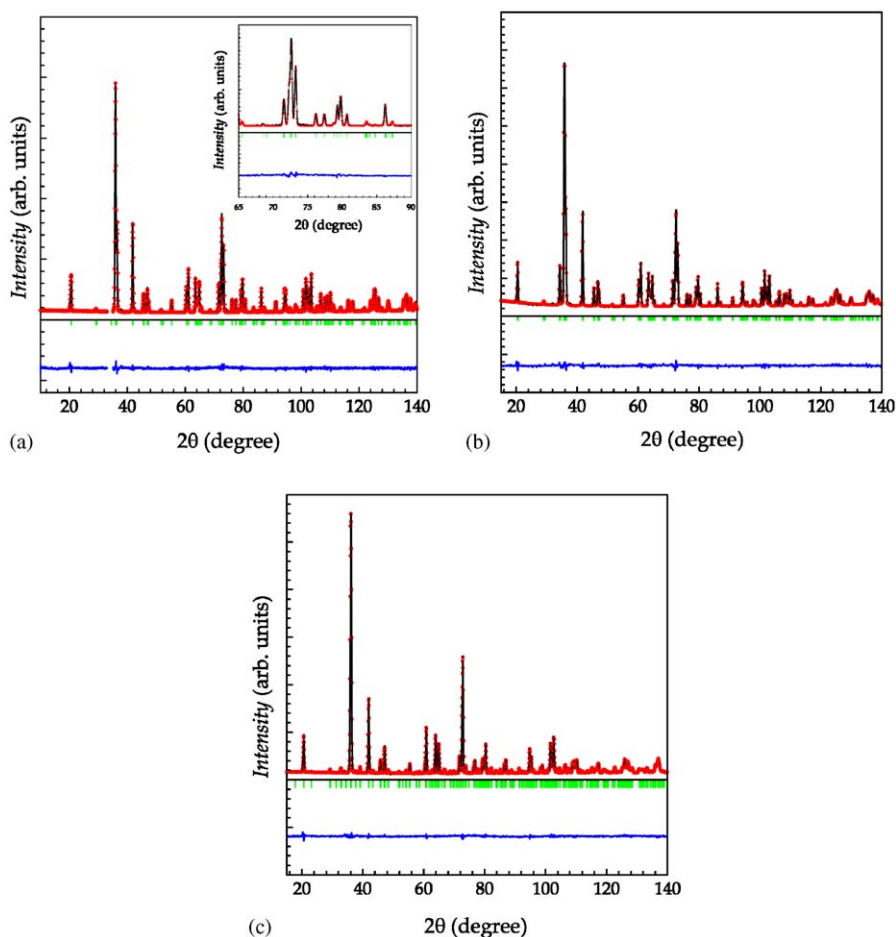 Intensity (arb. units)
Intensity (arb. units)
65 70 75 80 85 90
2θ (degree)
20 40 60 80 100 120 140
(a) 2θ (degree)
Intensity (arb. units)
20 40 60 80 100 120 140
(b) 2θ (degree)
Intensity (arb. units)
20 40 60 80 100 120 140
(c) 2θ (degree)